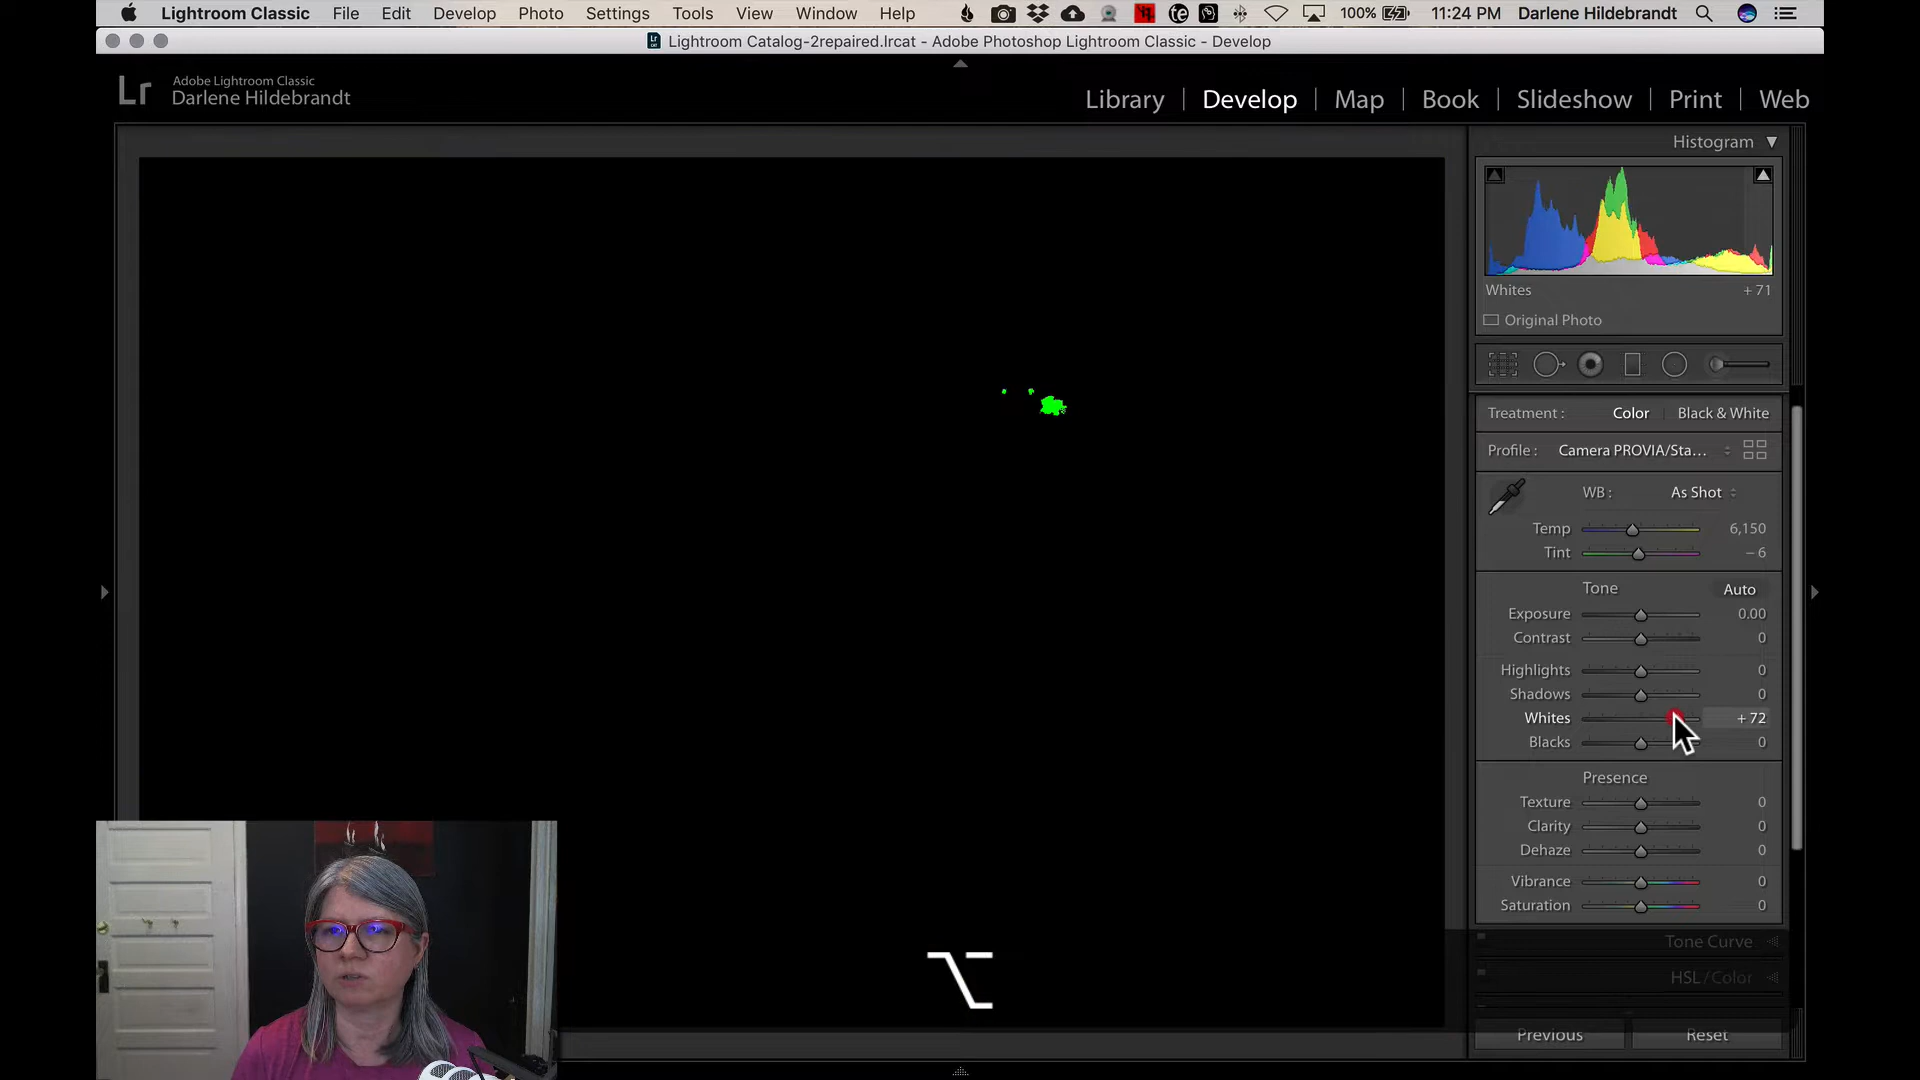 Lightroom Classic File Edit Develop Photo Settings Tools View Window Help te 100% 11:24 PM Darlene Hildebrandt
Lightroom Catalog-2repaired.lrcat - Adobe Photoshop Lightroom Classic - Develop
Lr
Adobe Lightroom Classic
Darlene Hildebrandt
Library | Develop | Map | Book | Slideshow | Print | Web
Histogram
Whites + 71
Original Photo
Treatment : Color Black & White
Profile : Camera PROVIA/Sta...
WB : As Shot
Temp 6,150
Tint – 6
Tone Auto
Exposure 0.00
Contrast 0
Highlights 0
Shadows 0
Whites + 72
Blacks 0
Presence
Texture 0
Clarity 0
Dehaze 0
Vibrance 0
Saturation 0
Tone Curve
HSL / Color
Previous Reset